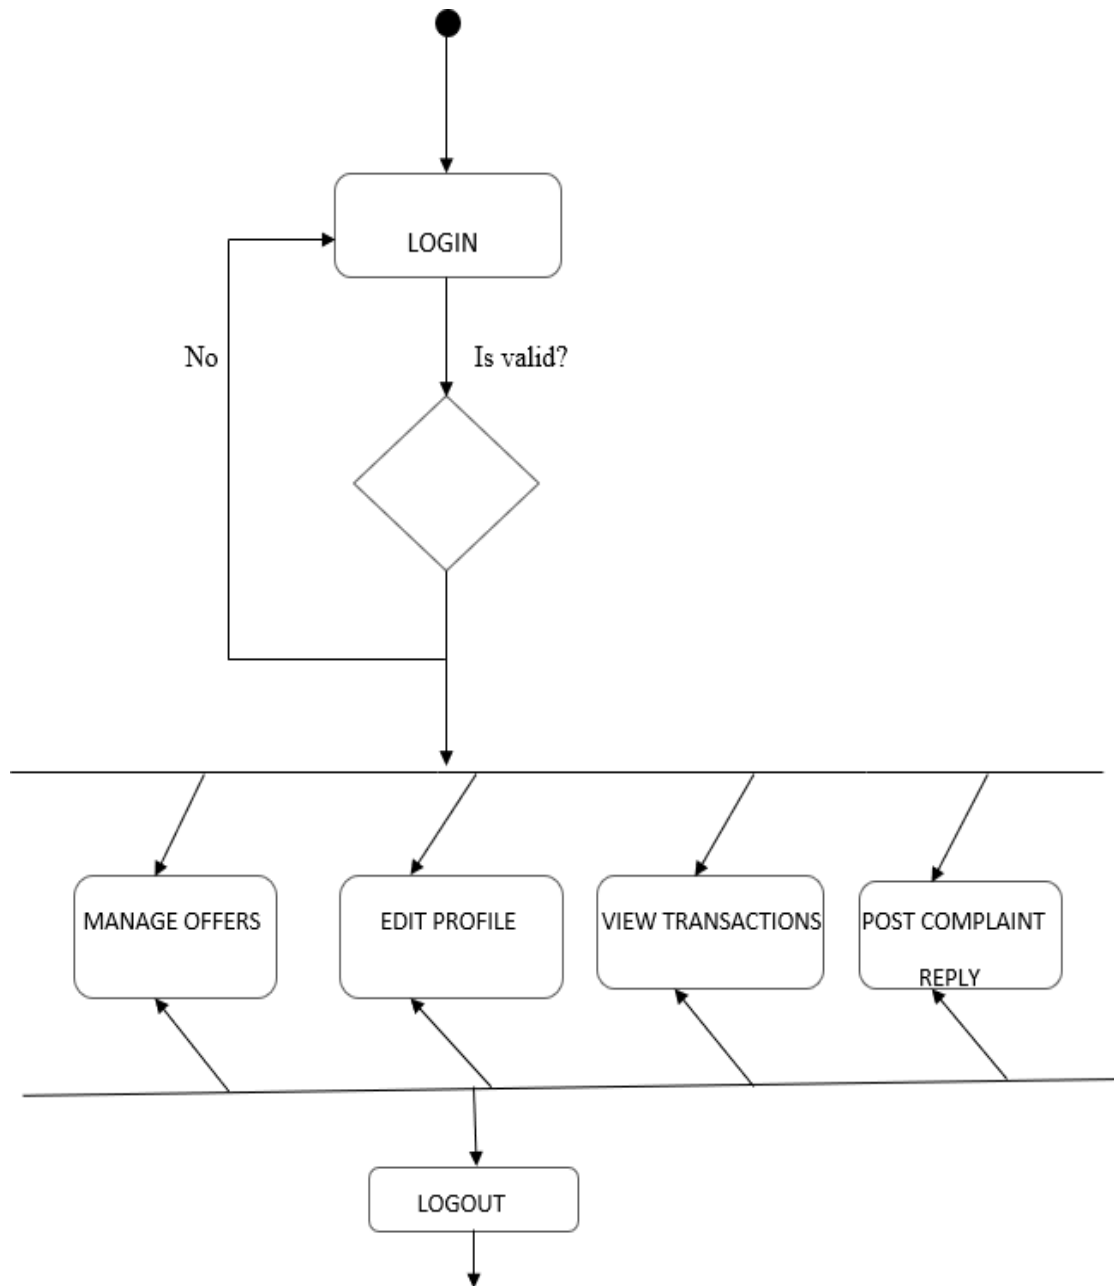 LOGIN
No
Is valid?
MANAGE OFFERS
EDIT PROFILE
VIEW TRANSACTIONS
POST COMPLAINT
REPLY
LOGOUT